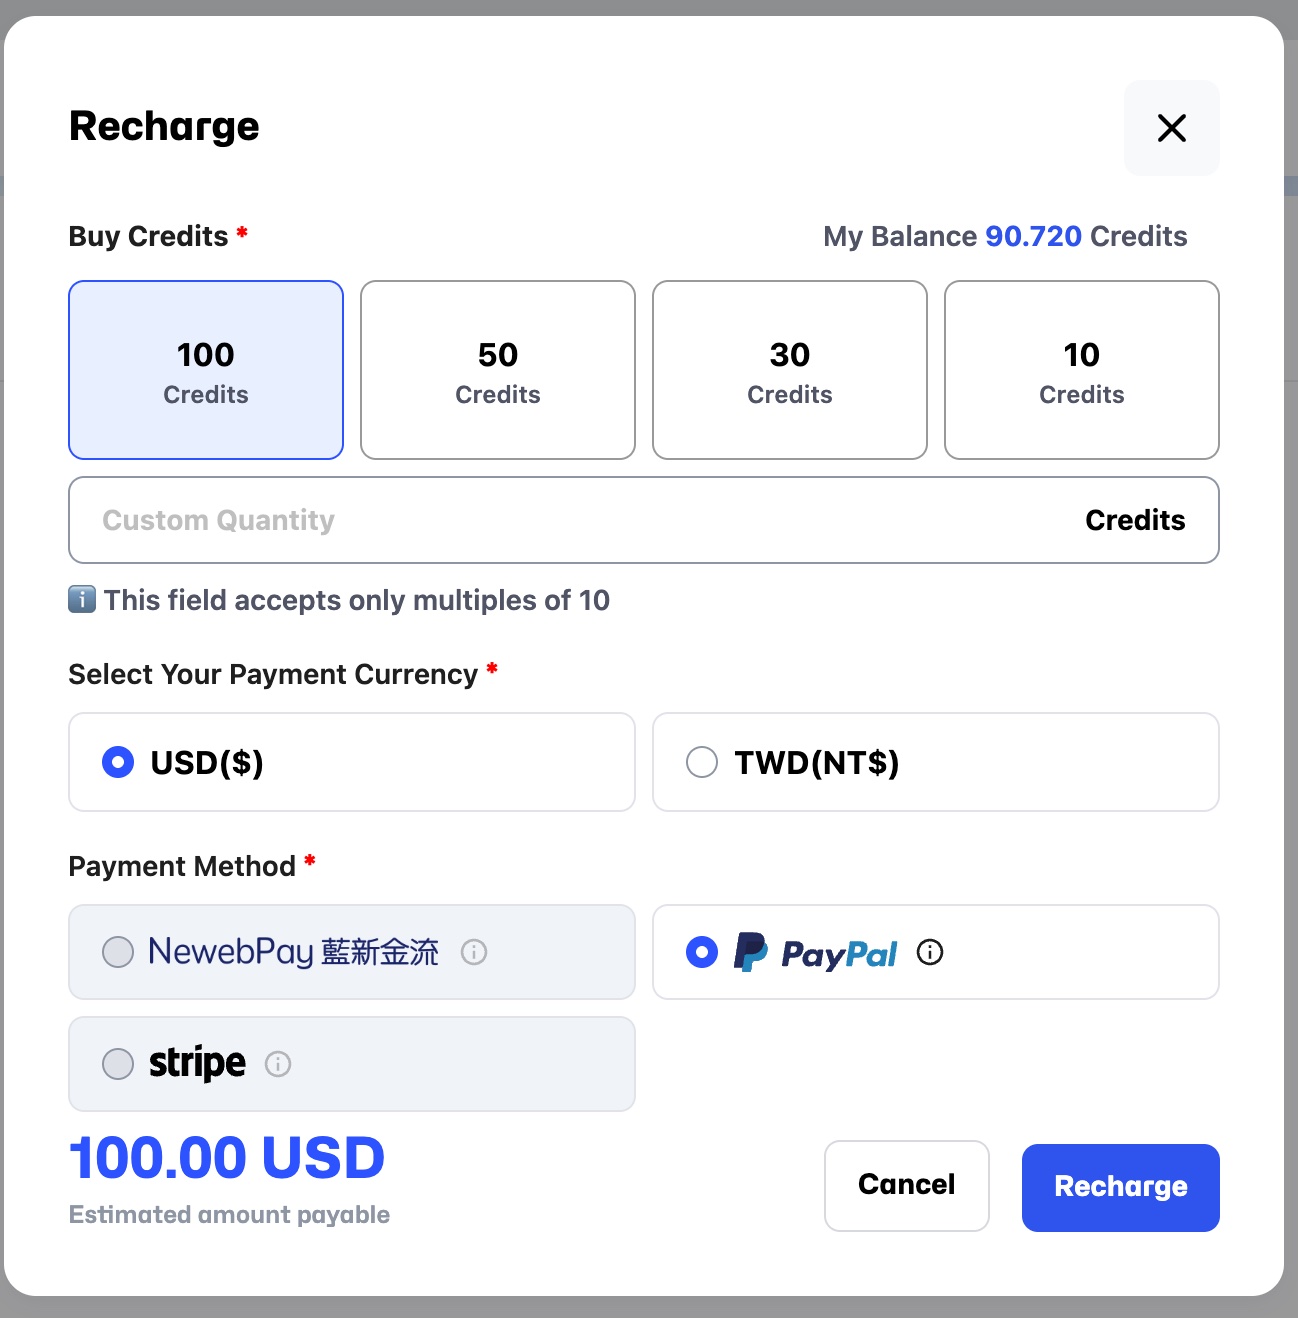 Recharge
Buy Credits *
My Balance 90.720 Credits
100
Credits
50
Credits
30
Credits
10
Credits
Custom Quantity
Credits
This field accepts only multiples of 10
Select Your Payment Currency *
USD($)
TWD(NT$)
Payment Method *
NewebPay 藍新金流
PayPal
stripe
100.00 USD
Estimated amount payable
Cancel
Recharge